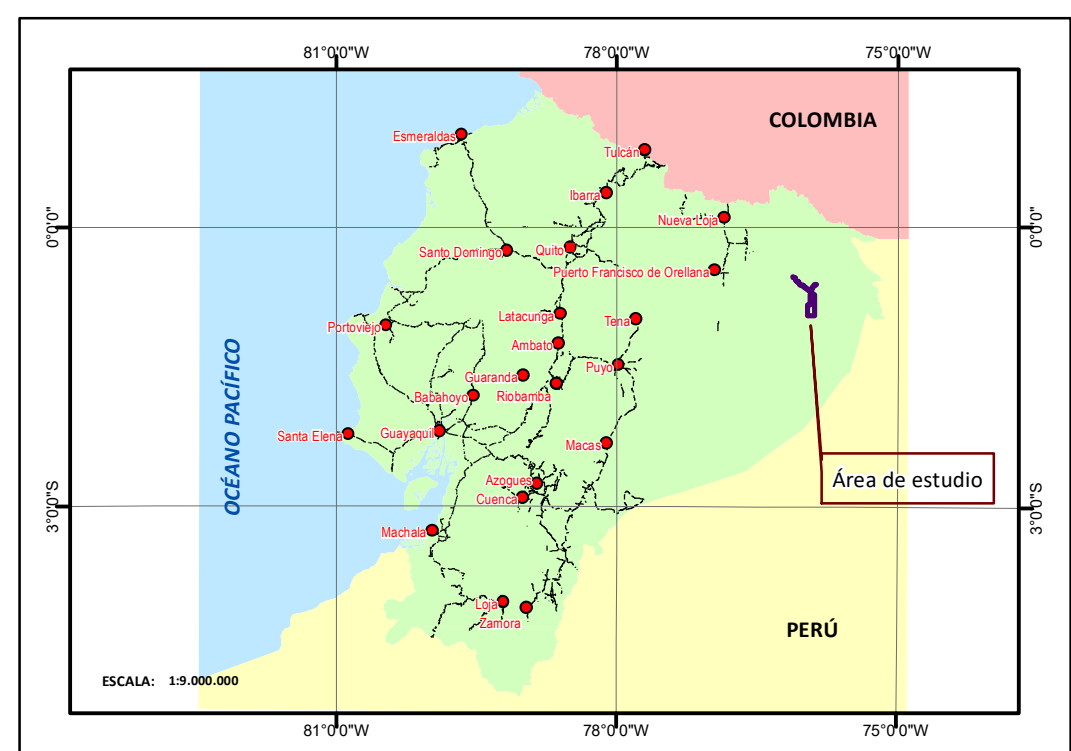 81°0'0"W
78°0'0"W
75°0'0"W
COLOMBIA
Esmeraldas
Tulcán
Ibarra
Nueva Loja
0°0'0"
0°0'0"
Santo Domingo
Quito
Puerto Francisco de Orellana
Latacunga
Tena
Portoviejo
Ambato
Puyo
Guaranda
Riobamba
Babahoyo
OCÉANO PACÍFICO
Santa Elena
Guayaquil
Macas
Área de estudio
Azogues
Cuenca
3°0'0"S
3°0'0"S
Machala
Loja
Zamora
PERÚ
ESCALA: 1:9.000.000
81°0'0"W
78°0'0"W
75°0'0"W